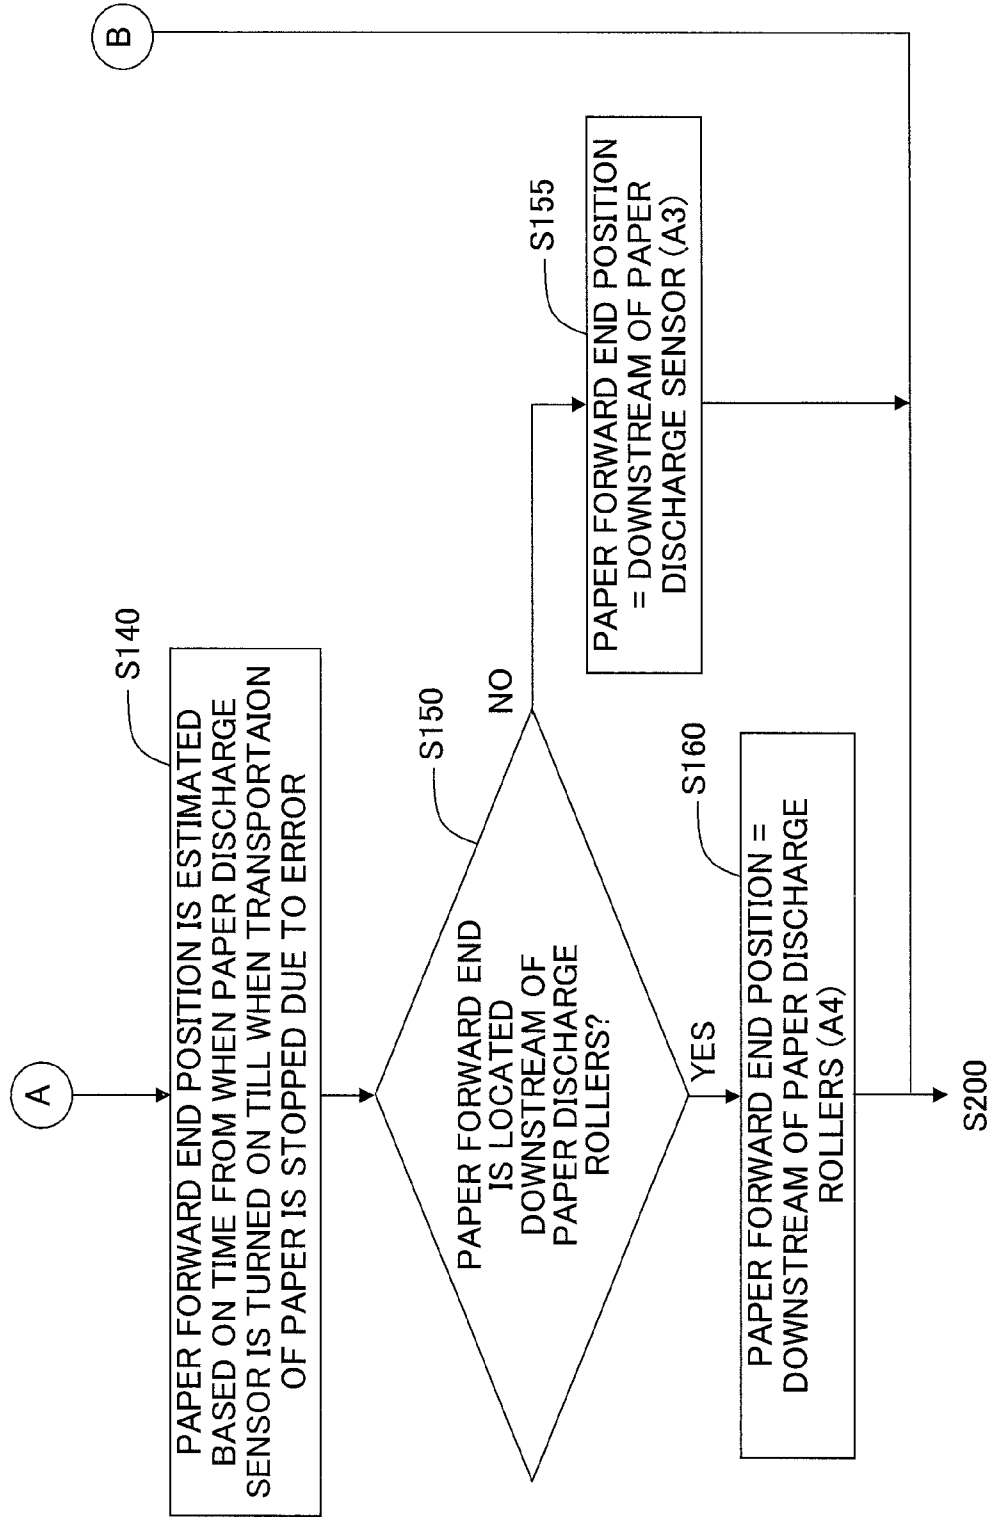 A
B
S140
PAPER FORWARD END POSITION IS ESTIMATED
BASED ON TIME FROM WHEN PAPER DISCHARGE
SENSOR IS TURNED ON TILL WHEN TRANSPORTAION
OF PAPER IS STOPPED DUE TO ERROR
S150
PAPER FORWARD END
IS LOCATED
DOWNSTREAM OF
PAPER DISCHARGE
ROLLERS?
NO
YES
S155
PAPER FORWARD END POSITION
= DOWNSTREAM OF PAPER
DISCHARGE SENSOR (A3)
S160
PAPER FORWARD END POSITION =
DOWNSTREAM OF PAPER DISCHARGE
ROLLERS (A4)
S200